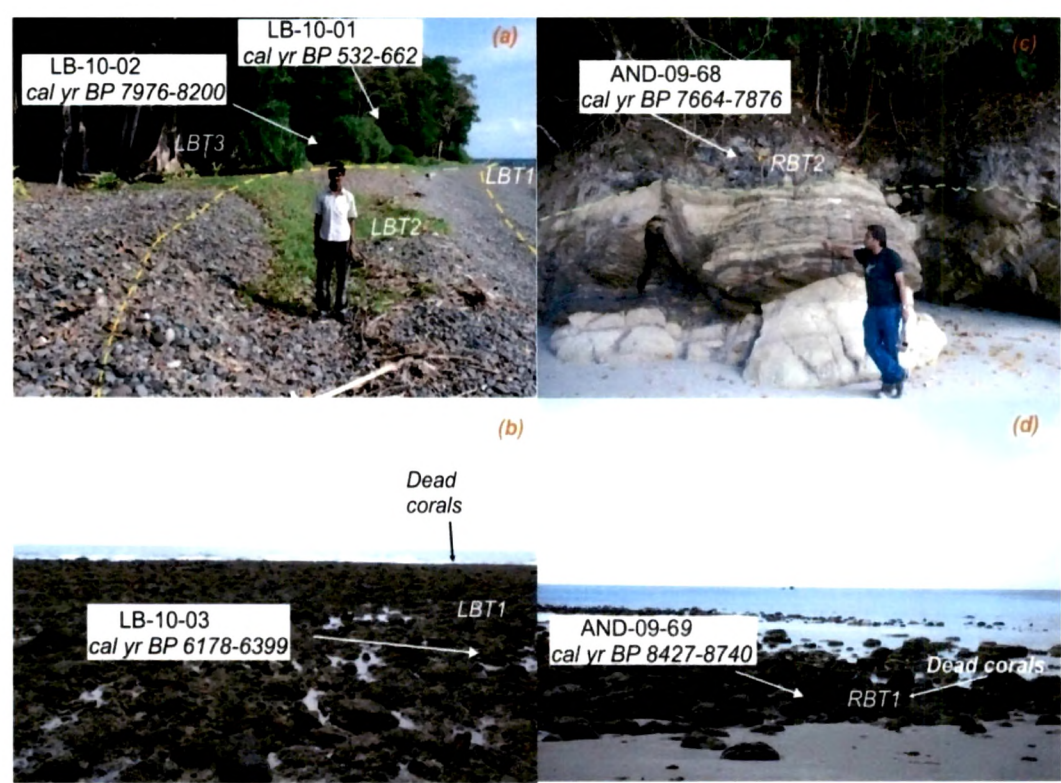 (a)
LB-10-01
cal yr BP 532-662
LB-10-02
cal yr BP 7976-8200
LBT3
LBT1
LBT2
(c)
AND-09-68
cal yr BP 7664-7876
RBT2
(b)
Dead
corals
LBT1
LB-10-03
cal yr BP 6178-6399
(d)
AND-09-69
cal yr BP 8427-8740
Dead corals
RBT1